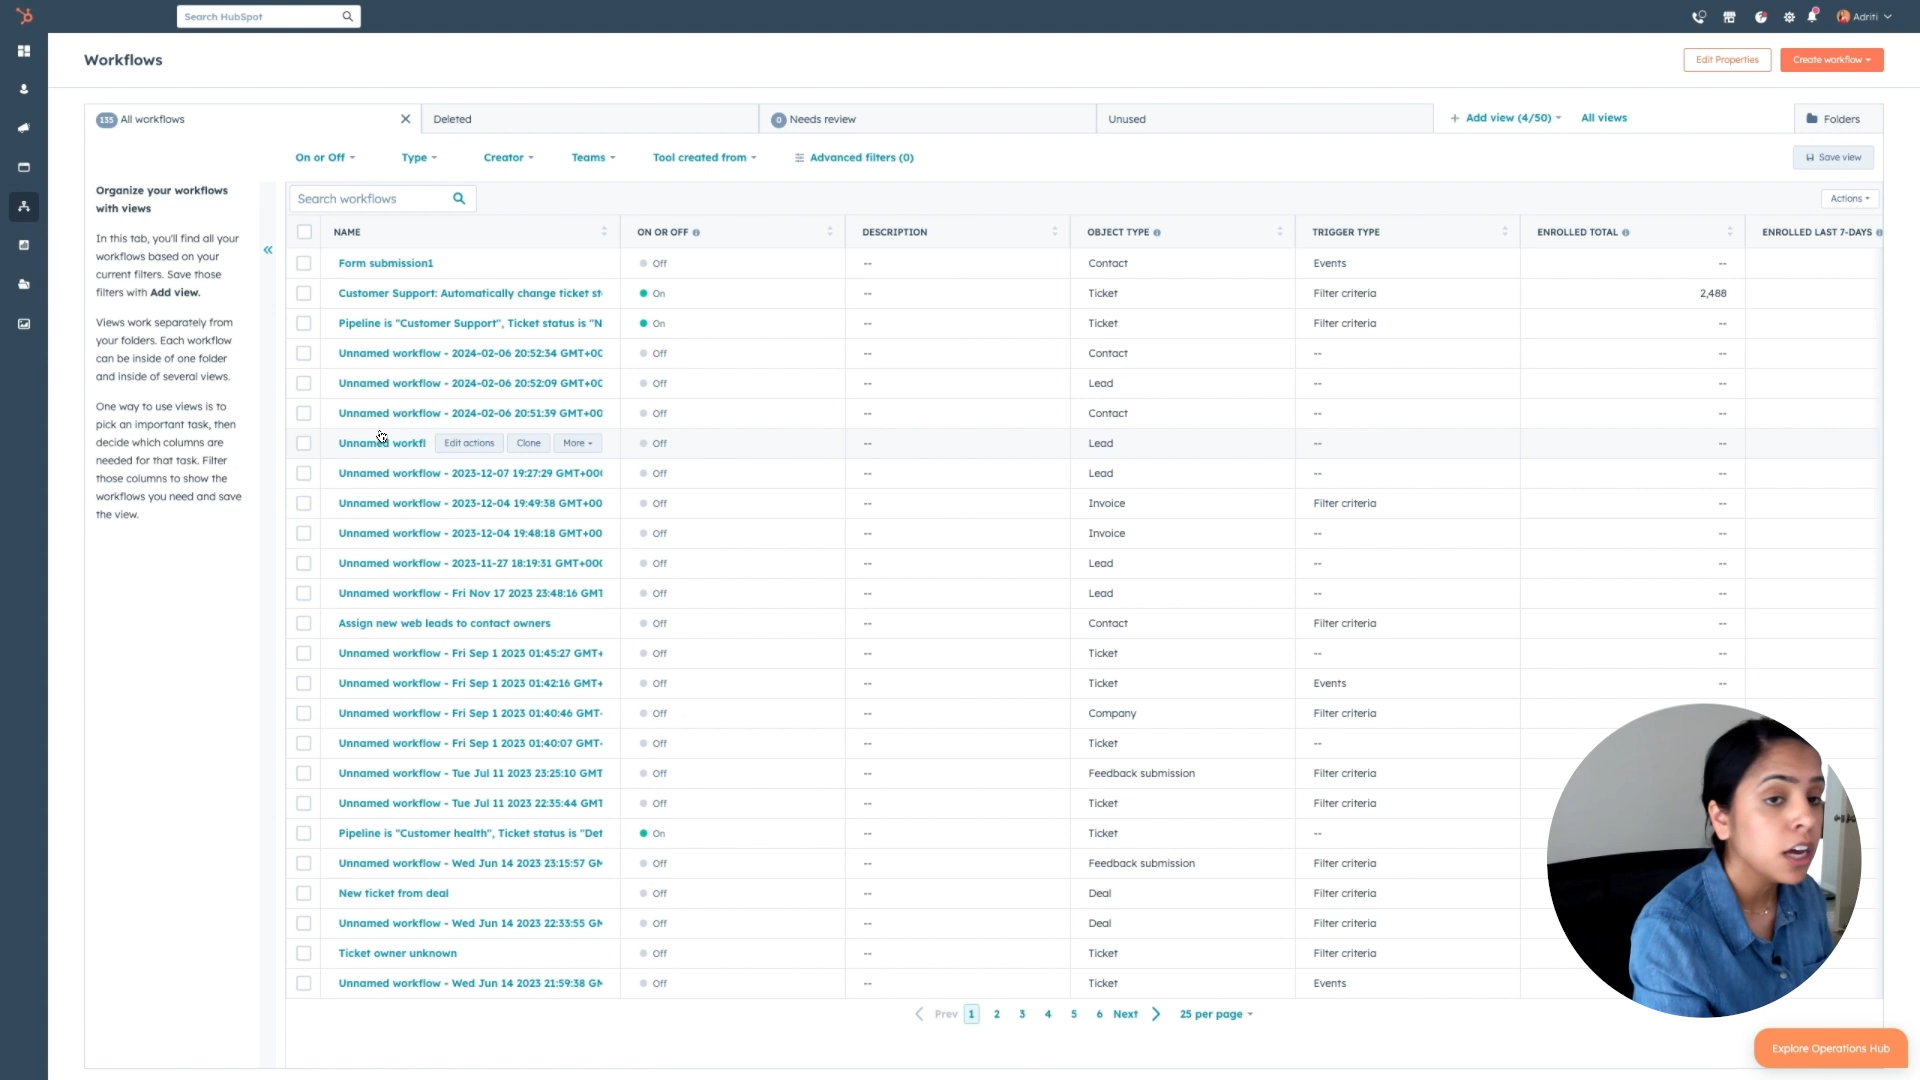 Search HubSpot
Adriti
Workflows
Edit Properties
Create workflow
135 All workflows
Deleted
0 Needs review
Unused
+ Add view (4/50)
All views
Folders
On or Off
Type
Creator
Teams
Tool created from
Advanced filters (0)
Save view
Organize your workflows
with views
In this tab, you'll find all your
workflows based on your
current filters. Save those
filters with Add view.
Views work separately from
your folders. Each workflow
can be inside of one folder
and inside of several views.
One way to use views is to
pick an important task, then
decide which columns are
needed for that task. Filter
those columns to show the
workflows you need and save
the view.
Search workflows
Actions
NAME ON OR OFF DESCRIPTION OBJECT TYPE TRIGGER TYPE ENROLLED TOTAL ENROLLED LAST 7-DAYS
Form submission1 Off -- Contact Events --
Customer Support: Automatically change ticket st Off On -- Ticket Filter criteria 2,488
Pipeline is "Customer Support", Ticket status is "N On -- Ticket Filter criteria --
Unnamed workflow - 2024-02-06 20:52:34 GMT+00 Off -- Contact -- --
Unnamed workflow - 2024-02-06 20:52:09 GMT+00 Off -- Lead -- --
Unnamed workflow - 2024-02-06 20:51:39 GMT+00 Off -- Contact -- --
Unnamed workfl Edit actions Clone More Off -- Lead -- --
Unnamed workflow - 2023-12-07 19:27:29 GMT+00( Off -- Lead -- --
Unnamed workflow - 2023-12-04 19:49:38 GMT+00 Off -- Invoice Filter criteria --
Unnamed workflow - 2023-12-04 19:48:18 GMT+00 Off -- Invoice -- --
Unnamed workflow - 2023-11-27 18:19:31 GMT+00( Off -- Lead -- --
Unnamed workflow - Fri Nov 17 2023 23:48:16 GMT Off -- Lead -- --
Assign new web leads to contact owners Off -- Contact Filter criteria --
Unnamed workflow - Fri Sep 1 2023 01:45:27 GMT+ Off -- Ticket -- --
Unnamed workflow - Fri Sep 1 2023 01:42:16 GMT+ Off -- Ticket Events --
Unnamed workflow - Fri Sep 1 2023 01:40:46 GMT Off -- Company Filter criteria
Unnamed workflow - Fri Sep 1 2023 01:40:07 GMT Off -- Ticket --
Unnamed workflow - Tue Jul 11 2023 23:25:10 GMT Off -- Feedback submission Filter criteria
Unnamed workflow - Tue Jul 11 2023 22:35:44 GMT Off -- Ticket Filter criteria
Pipeline is "Customer health", Ticket status is "Det On -- Ticket --
Unnamed workflow - Wed Jun 14 2023 23:15:57 GM Off -- Feedback submission Filter criteria
New ticket from deal Off -- Deal Filter criteria
Unnamed workflow - Wed Jun 14 2023 22:33:55 GM Off -- Deal Filter criteria
Ticket owner unknown Off -- Ticket Filter criteria
Unnamed workflow - Wed Jun 14 2023 21:59:38 GM Off -- Ticket Events
Prev 1 2 3 4 5 6 Next 25 per page
Explore Operations Hub